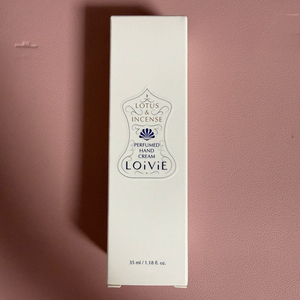 LOTUS
&
INCENSE
PERFUMED
HAND
CREAM
LOiViE
35 ml / 1.18 fl. oz.